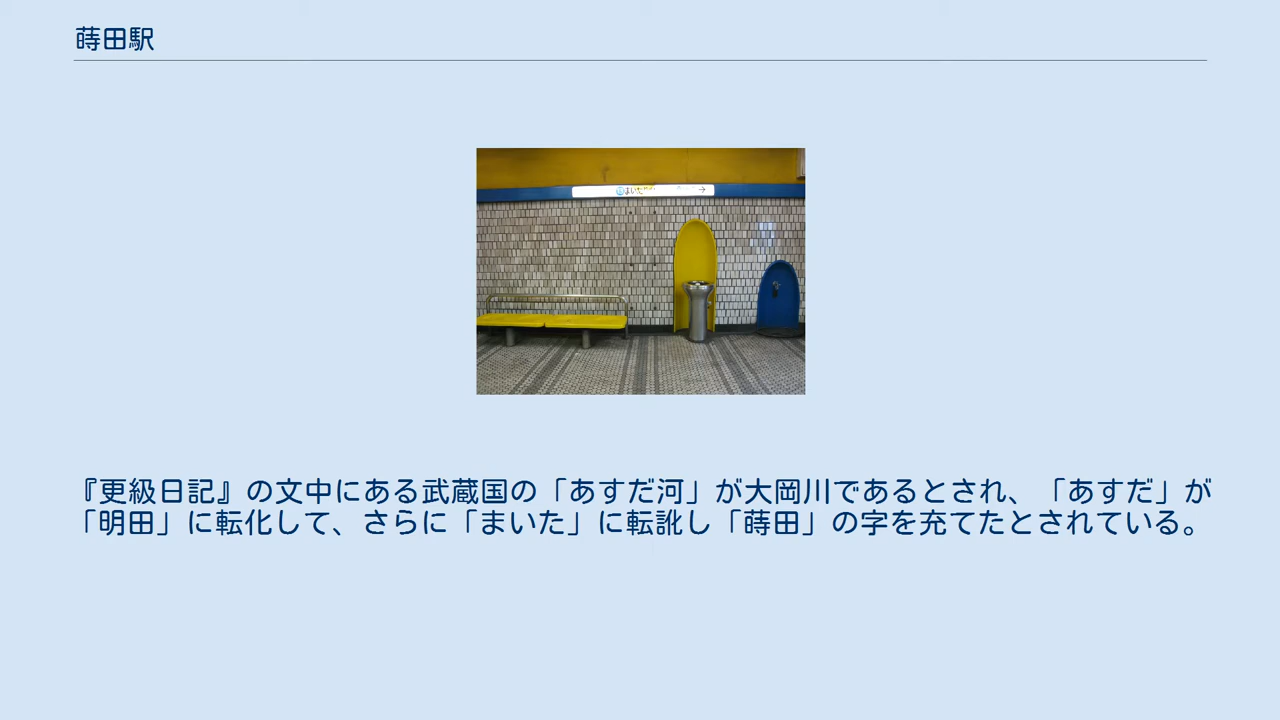 蒔田駅
まいた
→
『更級日記』の文中にある武蔵国の「あすだ河」が大岡川であるとされ、「あすだ」が
「明田」に転化して、さらに「まいた」に転訛し「蒔田」の字を充てたとされている。